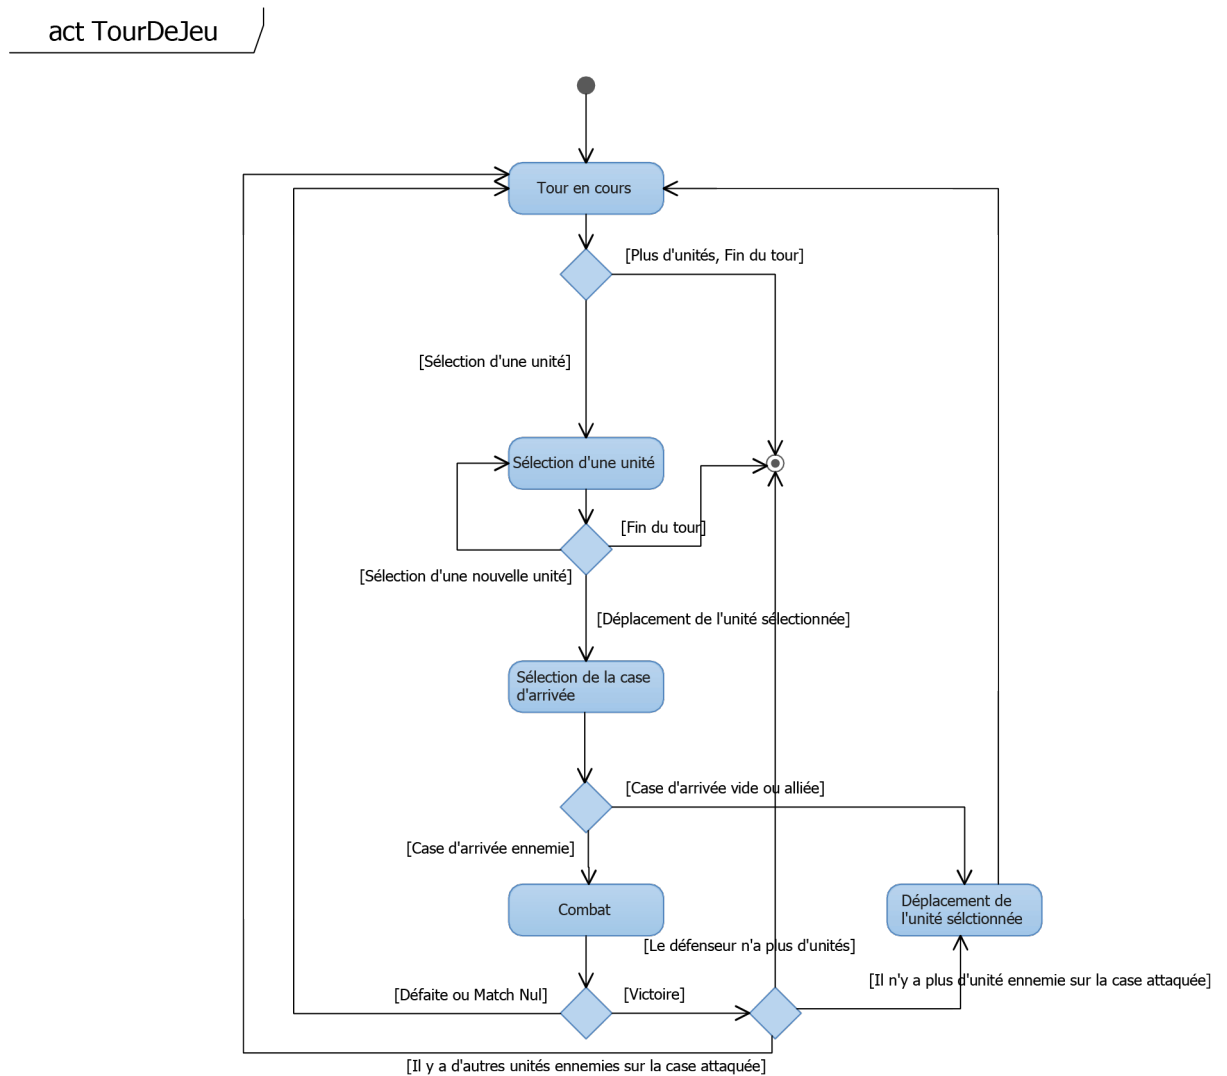 act TourDeJeu
Tour en cours
[Plus d'unités, Fin du tour]
[Sélection d'une unité]
Sélection d'une unité
[Fin du tour]
[Sélection d'une nouvelle unité]
[Déplacement de l'unité sélectionnée]
Sélection de la case
d'arrivée
[Case d'arrivée vide ou alliée]
[Case d'arrivée ennemie]
Combat
Déplacement de
l'unité sélctionnée
[Le défenseur n'a plus d'unités]
[Il n'y a plus d'unité ennemie sur la case attaquée]
[Défaite ou Match Nul]
[Victoire]
[Il y a d'autres unités ennemies sur la case attaquée]